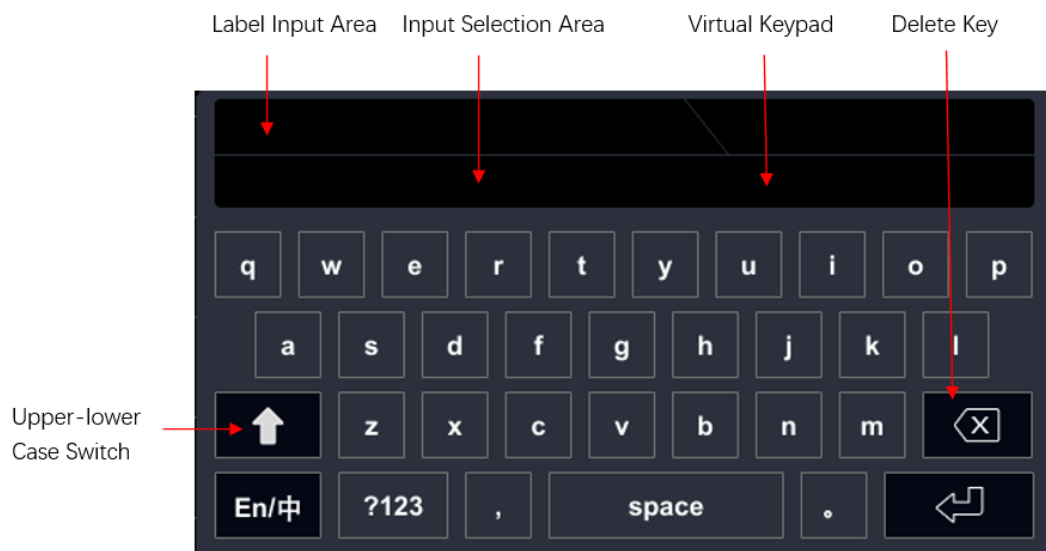 Label Input Area Input Selection Area Virtual Keypad Delete Key
q w e r t y u i o p
a s d f g h j k l
Upper-lower
Case Switch
z x c v b n m X
En/中 ?123 , space 。